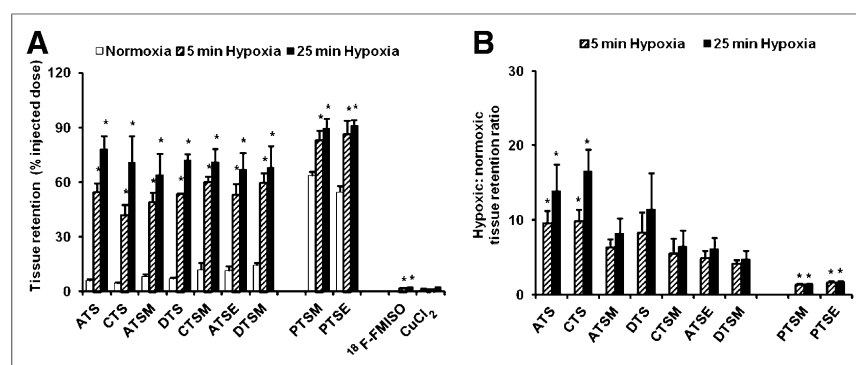 A
Normoxia 5 min Hypoxia 25 min Hypoxia
Tissue retention (% injected dose)
120
90
60
30
0
* * * * * * * * * * * * * * * * * * * *
ATS CTS ATSM DTS CTSM ATSE DTSM PTSM PTSE 18F-FMISO CuCl2
B
5 min Hypoxia 25 min Hypoxia
Hypoxic: normoxic
tissue retention ratio
30
20
10
0
* * * * * * * *
ATS CTS ATSM DTS CTSM ATSE DTSM PTSM PTSE